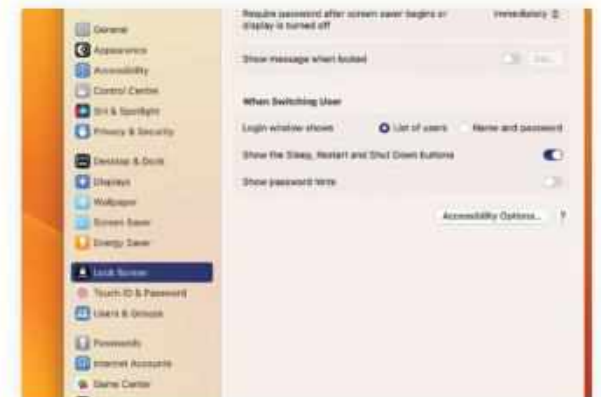 General
Appearance
Accessibility
Control Centre
Siri & Spotlight
Privacy & Security
Desktop & Dock
Displays
Wallpaper
Screen Saver
Energy Saver
Lock Screen
Touch ID & Password
Users & Groups
Passwords
Internet Accounts
Game Center
Require password after screen saver begins or
display is turned off
Immediately
Show message when locked
Set...
When Switching User
Login window shows
List of users
Name and password
Show the Sleep, Restart and Shut Down buttons
Show password hints
Accessibility Options...
?